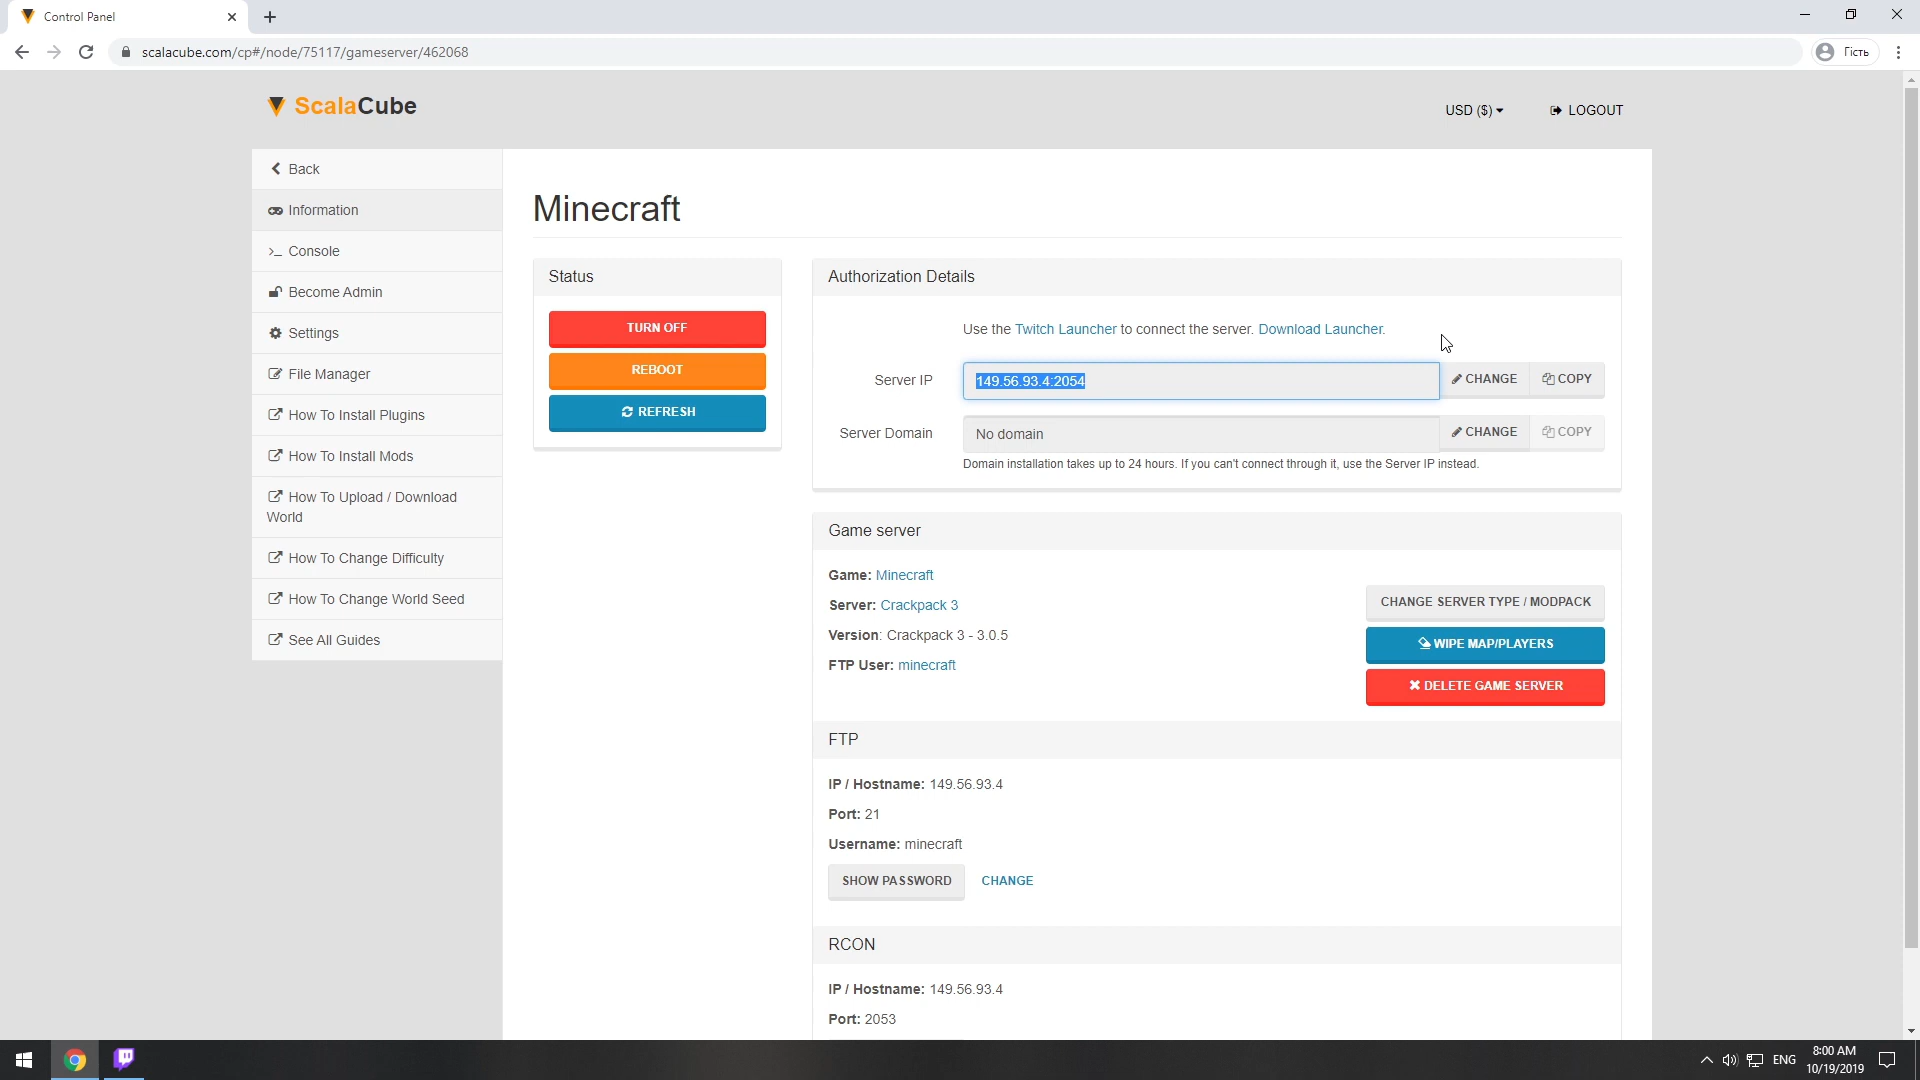 Control Panel
scalacube.com/cp#/node/75117/gameserver/462068
Гість
ScalaCube
USD ($)
LOGOUT
Back
Information
Console
Become Admin
Settings
File Manager
How To Install Plugins
How To Install Mods
How To Upload / Download
World
How To Change Difficulty
How To Change World Seed
See All Guides
Minecraft
Status
TURN OFF
REBOOT
REFRESH
Authorization Details
Use the Twitch Launcher to connect the server. Download Launcher.
Server IP
149.56.93.4:2054
CHANGE
COPY
Server Domain
No domain
CHANGE
COPY
Domain installation takes up to 24 hours. If you can't connect through it, use the Server IP instead.
Game server
Game: Minecraft
Server: Crackpack 3
Version: Crackpack 3 - 3.0.5
FTP User: minecraft
CHANGE SERVER TYPE / MODPACK
WIPE MAP/PLAYERS
DELETE GAME SERVER
FTP
IP / Hostname: 149.56.93.4
Port: 21
Username: minecraft
SHOW PASSWORD
CHANGE
RCON
IP / Hostname: 149.56.93.4
Port: 2053
ENG
8:00 AM
10/19/2019